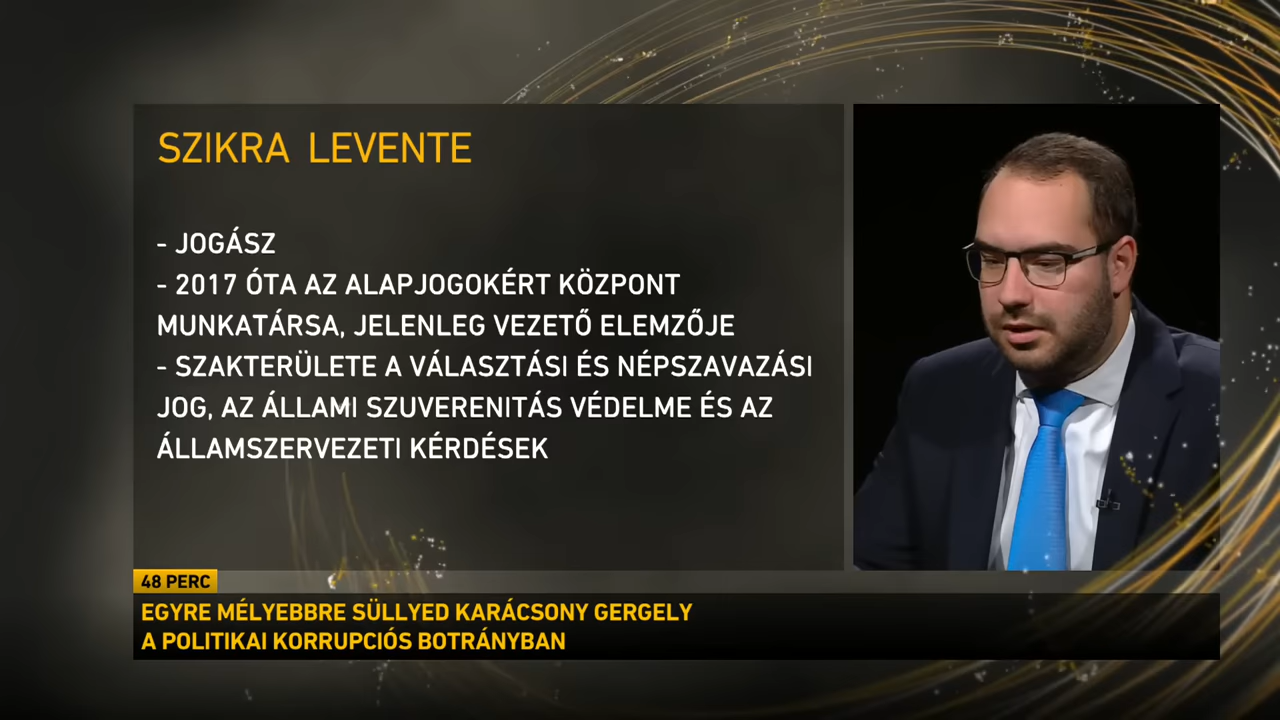 SZIKRA LEVENTE
- JOGÁSZ
- 2017 ÓTA AZ ALAPJOGOKÉRT KÖZPONT
MUNKATÁRSA, JELENLEG VEZETŐ ELEMZŐJE
- SZAKTERÜLETE A VÁLASZTÁSI ÉS NÉPSZAVAZÁSI
JOG, AZ ÁLLAMI SZUVERENITÁS VÉDELME ÉS AZ
ÁLLAMSZERVEZETI KÉRDÉSEK
48 PERC
EGYRE MÉLYEBBRE SÜLLYED KARÁCSONY GERGELY
A POLITIKAI KORRUPCIÓS BOTRÁNYBAN